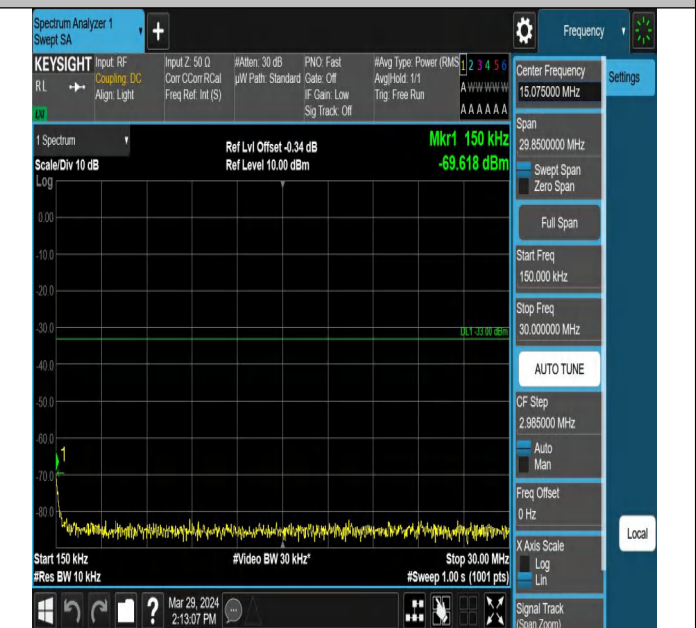 Spectrum Analyzer 1
Swept SA
+
Frequency
KEYSIGHT
RL
LXI
Input: RF
Coupling: DC
Align: Light
Input Z: 50 Ω
Corr CCorr RCal
Freq Ref: Int (S)
#Atten: 30 dB
µW Path: Standard
PNO: Fast
Gate: Off
IF Gain: Low
Sig Track: Off
#Avg Type: Power (RMS
Avg|Hold: 1/1
Trig: Free Run
1 2 3 4 5 6
A W W W W W
A A A A A A
1 Spectrum
Scale/Div 10 dB
Log
Ref Lvl Offset -0.34 dB
Ref Level 10.00 dBm
Mkr1 150 kHz
-69.618 dBm
0.00
-10.0
-20.0
-30.0
DL1 -33.00 dBm
-40.0
-50.0
-60.0
1
-70.0
-80.0
Start 150 kHz
#Res BW 10 kHz
#Video BW 30 kHz*
Stop 30.00 MHz
#Sweep 1.00 s (1001 pts)
?
Mar 29, 2024
2:13:07 PM
Center Frequency
15.075000 MHz
Settings
Span
29.8500000 MHz
Swept Span
Zero Span
Full Span
Start Freq
150.000 kHz
Stop Freq
30.000000 MHz
AUTO TUNE
CF Step
2.985000 MHz
Auto
Man
Freq Offset
0 Hz
Local
X Axis Scale
Log
Lin
Signal Track
(Span Zoom)